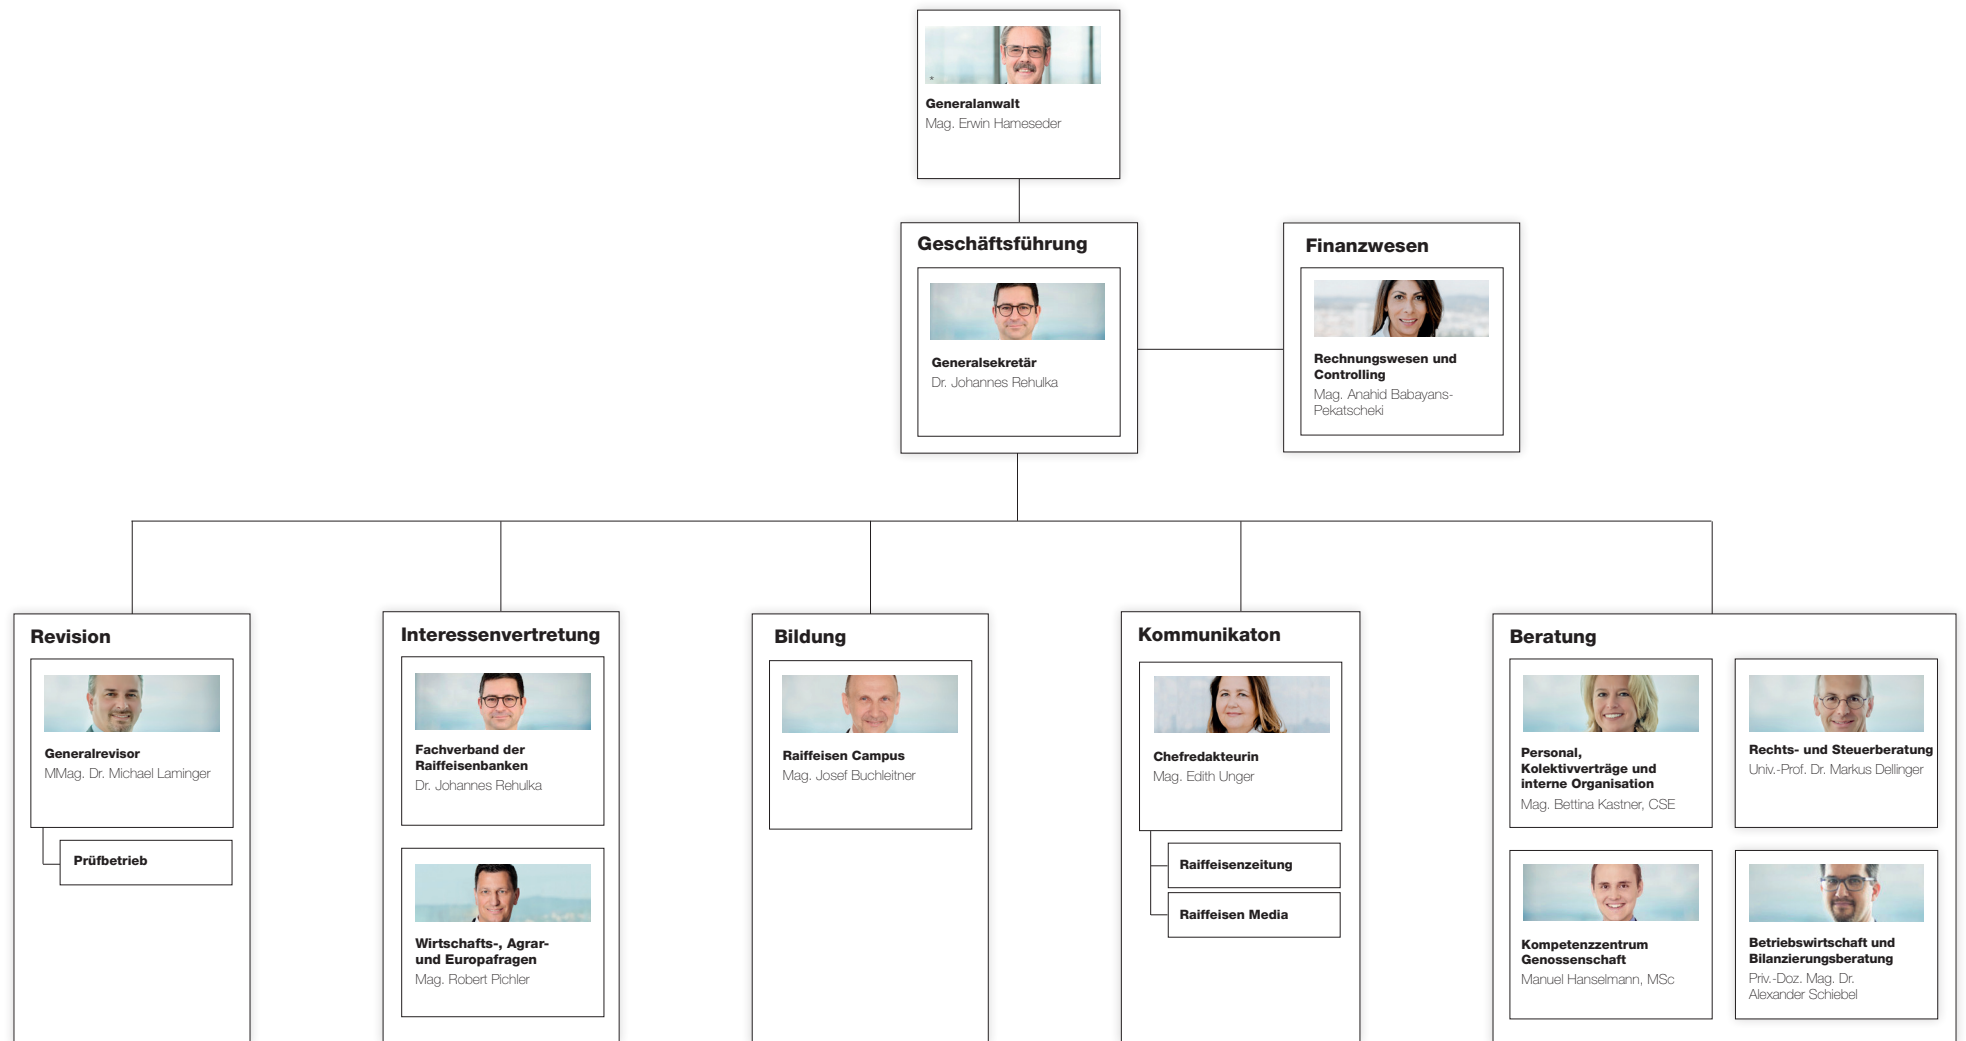 *
Generalanwalt
Mag. Erwin Hameseder
Geschäftsführung
Generalsekretär
Dr. Johannes Rehulka
Finanzwesen
Rechnungswesen und
Controlling
Mag. Anahid Babayans-
Pekatscheki
Revision
Generalrevisor
MMag. Dr. Michael Laminger
Prüfbetrieb
Interessenvertretung
Fachverband der
Raiffeisenbanken
Dr. Johannes Rehulka
Wirtschafts-, Agrar-
und Europafragen
Mag. Robert Pichler
Bildung
Raiffeisen Campus
Mag. Josef Buchleitner
Kommunikaton
Chefredakteurin
Mag. Edith Unger
Raiffeisenzeitung
Raiffeisen Media
Beratung
Personal,
Kolektivverträge und
interne Organisation
Mag. Bettina Kastner, CSE
Rechts- und Steuerberatung
Univ.-Prof. Dr. Markus Dellinger
Kompetenzzentrum
Genossenschaft
Manuel Hanselmann, MSc
Betriebswirtschaft und
Bilanzierungsberatung
Priv.-Doz. Mag. Dr.
Alexander Schiebel